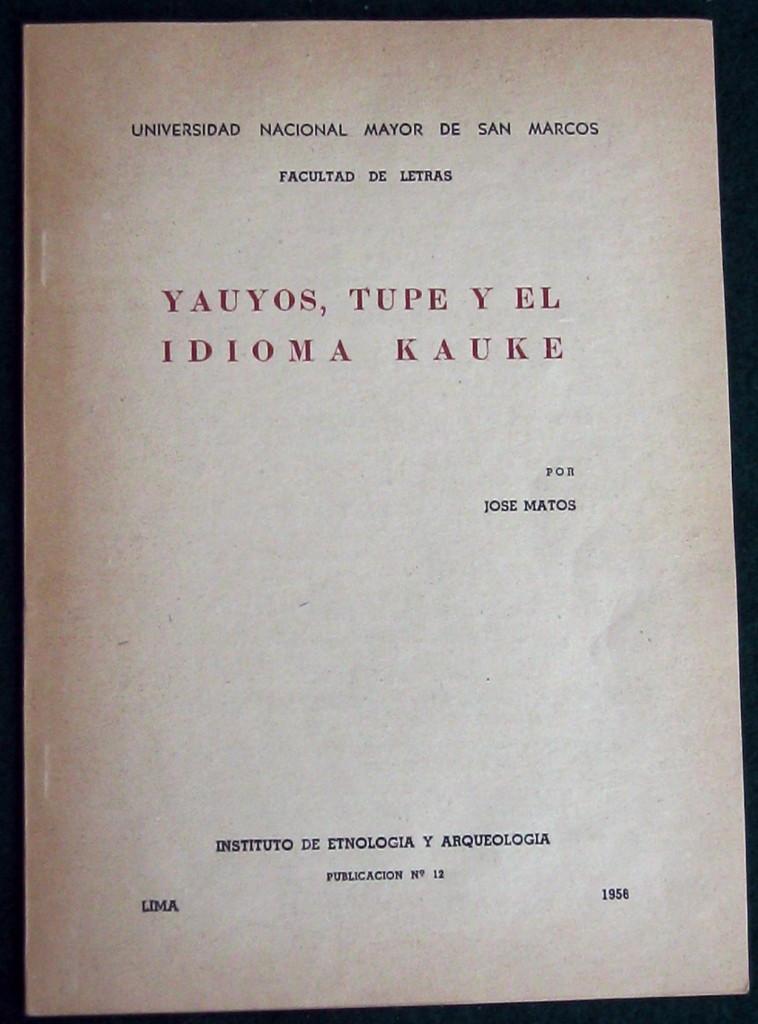 UNIVERSIDAD NACIONAL MAYOR DE SAN MARCOS
FACULTAD DE LETRAS
YAUYOS, TUPE Y EL
IDIOMA KAUKE
POR
JOSE MATOS
INSTITUTO DE ETNOLOGIA Y ARQUEOLOGIA
PUBLICACION Nº 12
LIMA
1956